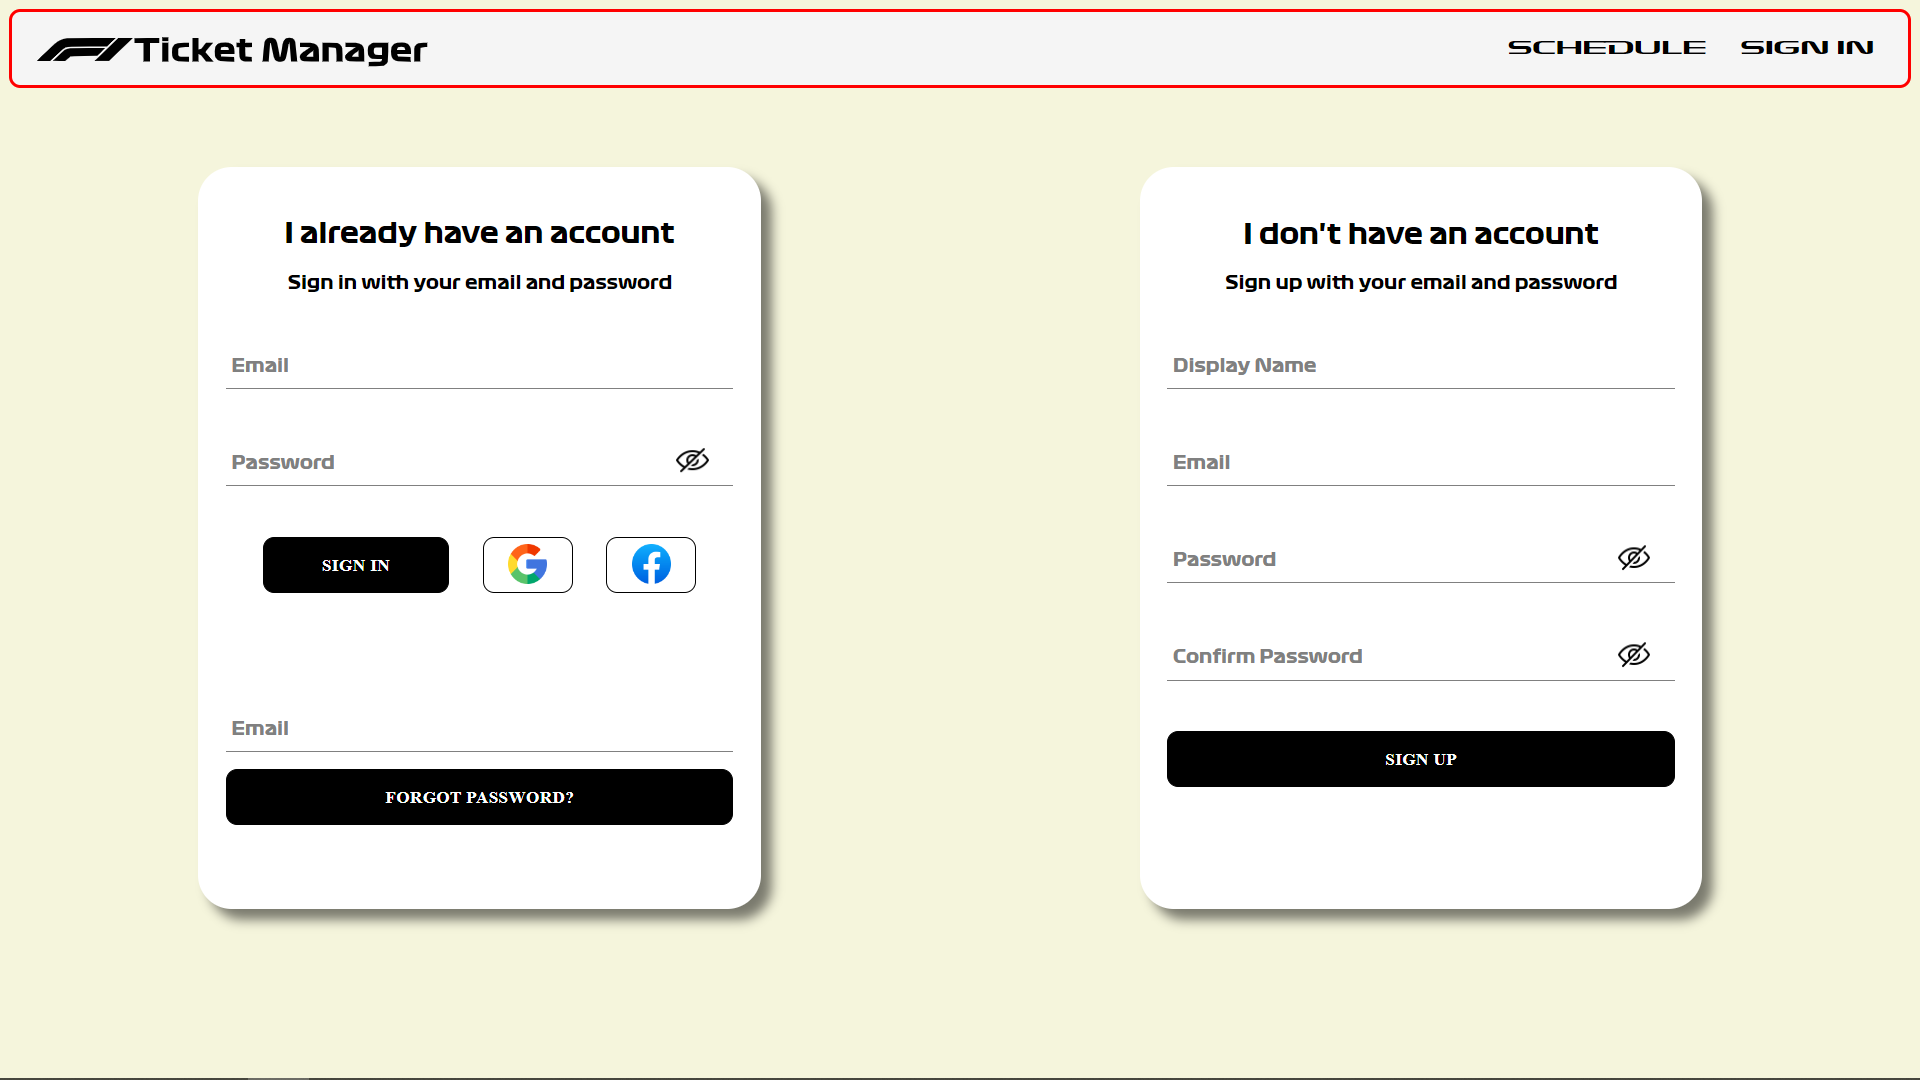 F1 Ticket Manager
SCHEDULE
SIGN IN
I already have an account
Sign in with your email and password
Email
Password
SIGN IN
Email
FORGOT PASSWORD?
I don't have an account
Sign up with your email and password
Display Name
Email
Password
Confirm Password
SIGN UP